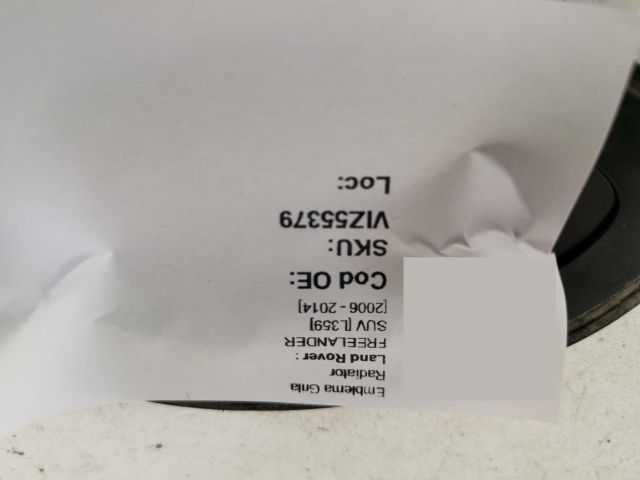 Emblema Grila
Radiator
Land Rover :
FREELANDER
SUV [L359]
[2006 - 2014]
Cod OE:
SKU:
VIZ55379
Loc: